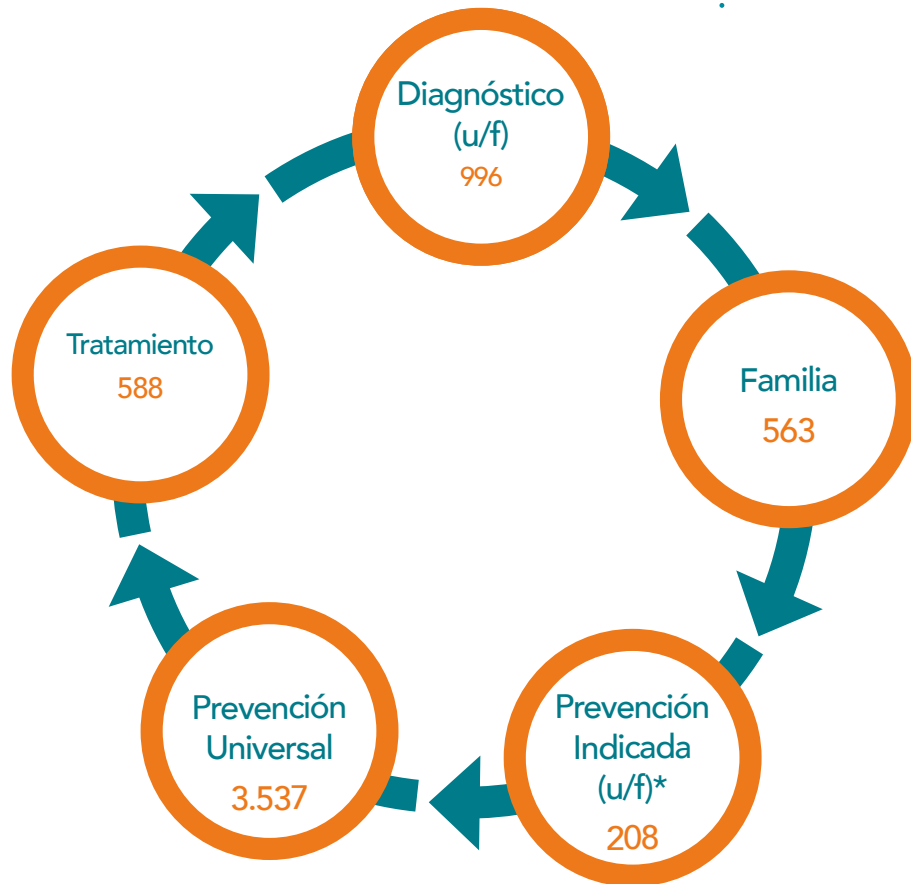 Diagnóstico
(u/f)
996
Familia
563
Prevención
Indicada
(u/f)*
208
Prevención
Universal
3.537
Tratamiento
588